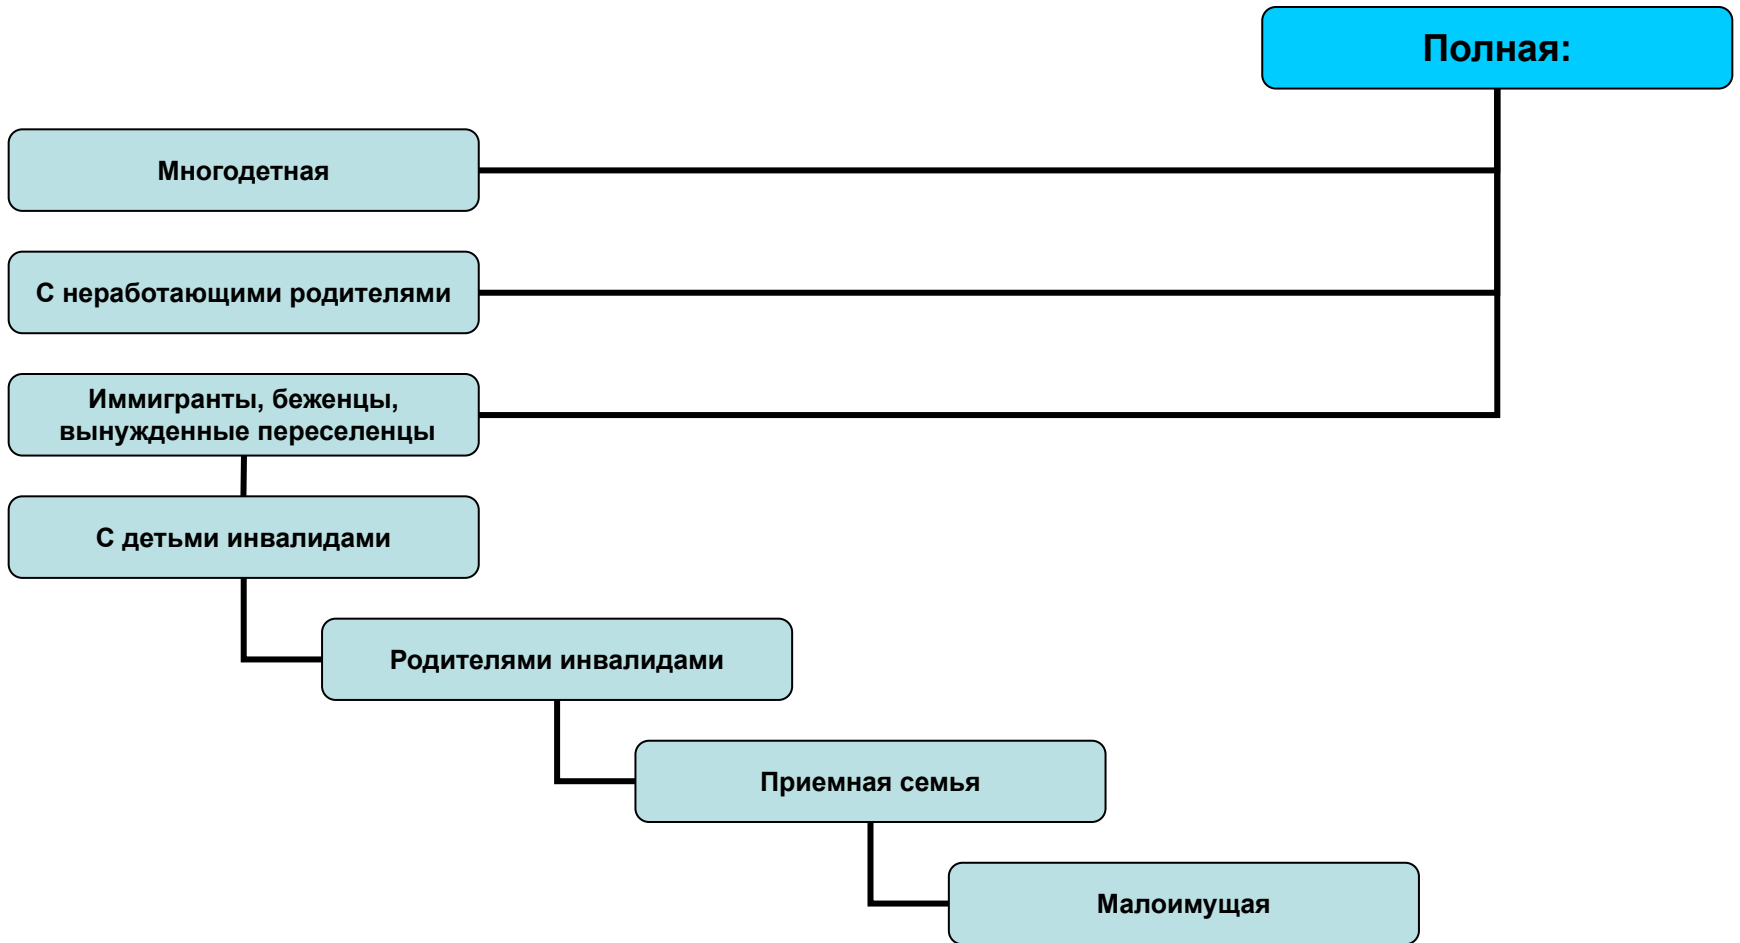 Полная:
Многодетная
С неработающими родителями
Иммигранты, беженцы,
вынужденные переселенцы
С детьми инвалидами
Родителями инвалидами
Приемная семья
Малоимущая